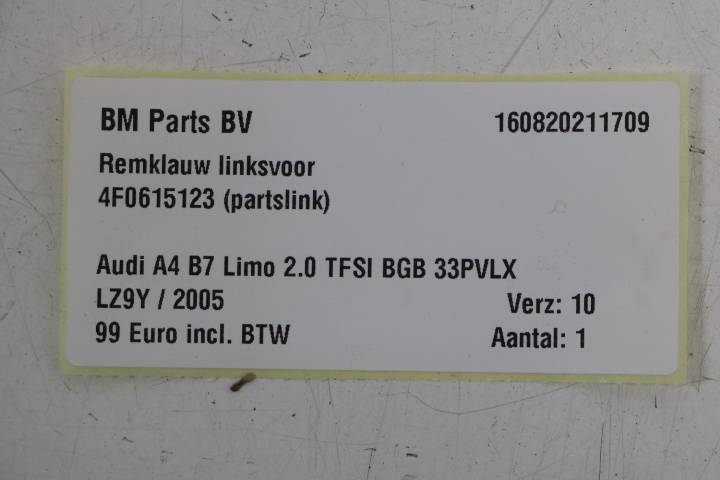 BM Parts BV 160820211709
Remklauw linksvoor
4F0615123 (partslink)
Audi A4 B7 Limo 2.0 TFSI BGB 33PVLX
LZ9Y / 2005 Verz: 10
99 Euro incl. BTW Aantal: 1